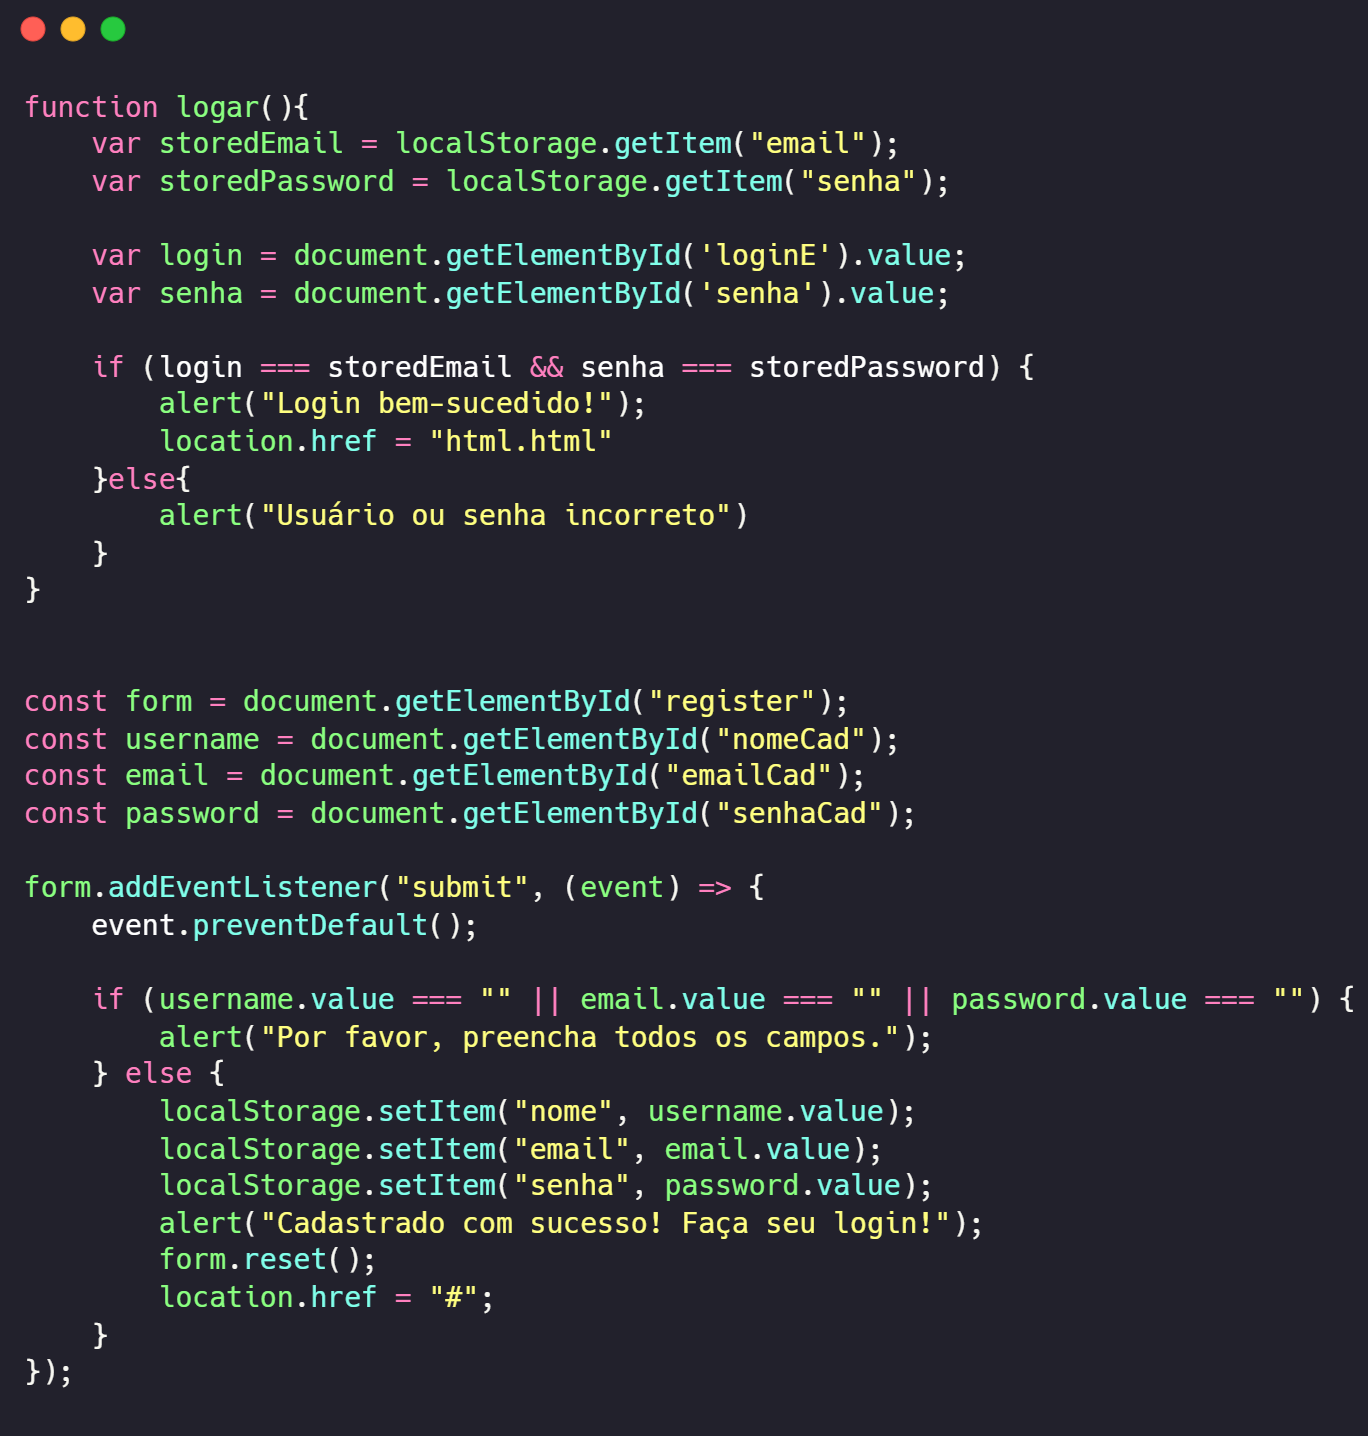 function logar(){
    var storedEmail = localStorage.getItem("email");
    var storedPassword = localStorage.getItem("senha");

    var login = document.getElementById('loginE').value;
    var senha = document.getElementById('senha').value;

    if (login === storedEmail && senha === storedPassword) {
        alert("Login bem-sucedido!");
        location.href = "html.html"
    }else{
        alert("Usuário ou senha incorreto")
    }
}

const form = document.getElementById("register");
const username = document.getElementById("nomeCad");
const email = document.getElementById("emailCad");
const password = document.getElementById("senhaCad");

form.addEventListener("submit", (event) => {
    event.preventDefault();

    if (username.value === "" || email.value === "" || password.value === "") {
        alert("Por favor, preencha todos os campos.");
    } else {
        localStorage.setItem("nome", username.value);
        localStorage.setItem("email", email.value);
        localStorage.setItem("senha", password.value);
        alert("Cadastrado com sucesso! Faça seu login!");
        form.reset();
        location.href = "#";
    }
});